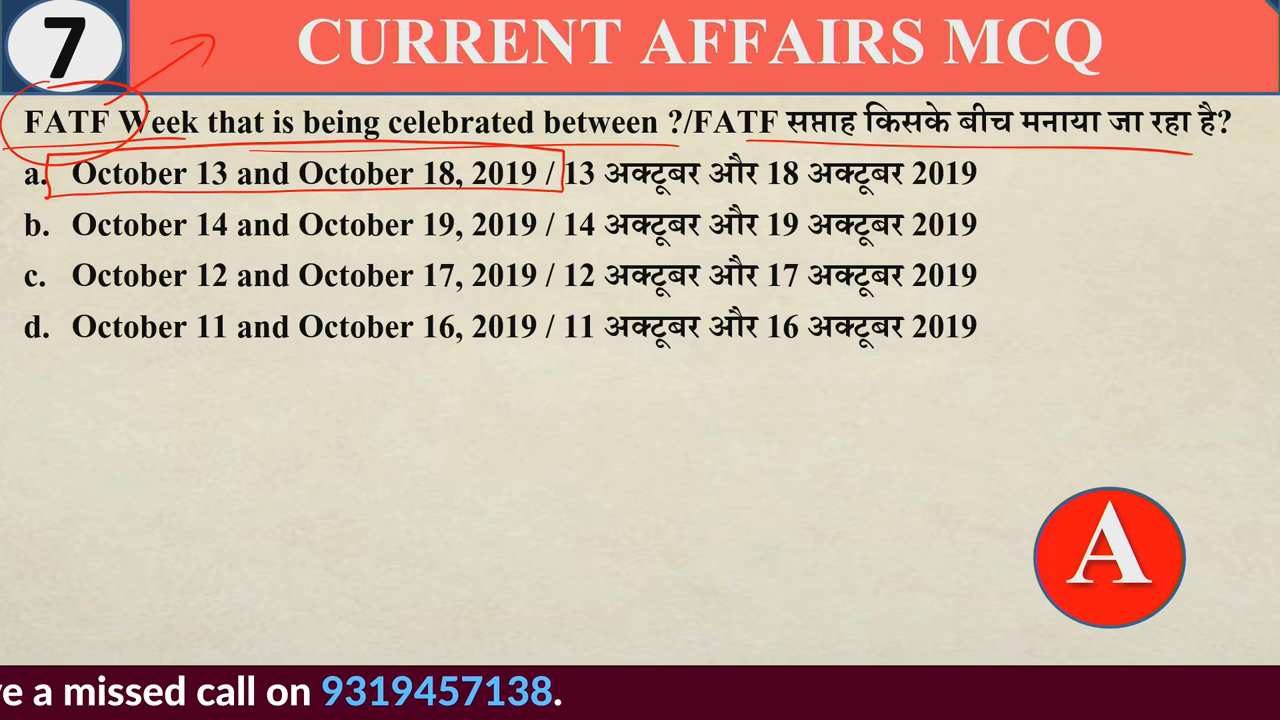 7
CURRENT AFFAIRS MCQ
FATF Week that is being celebrated between ?/FATF सप्ताह किसके बीच मनाया जा रहा है?
a. October 13 and October 18, 2019 / 13 अक्टूबर और 18 अक्टूबर 2019
b. October 14 and October 19, 2019 / 14 अक्टूबर और 19 अक्टूबर 2019
c. October 12 and October 17, 2019 / 12 अक्टूबर और 17 अक्टूबर 2019
d. October 11 and October 16, 2019 / 11 अक्टूबर और 16 अक्टूबर 2019
A
a missed call on 9319457138.